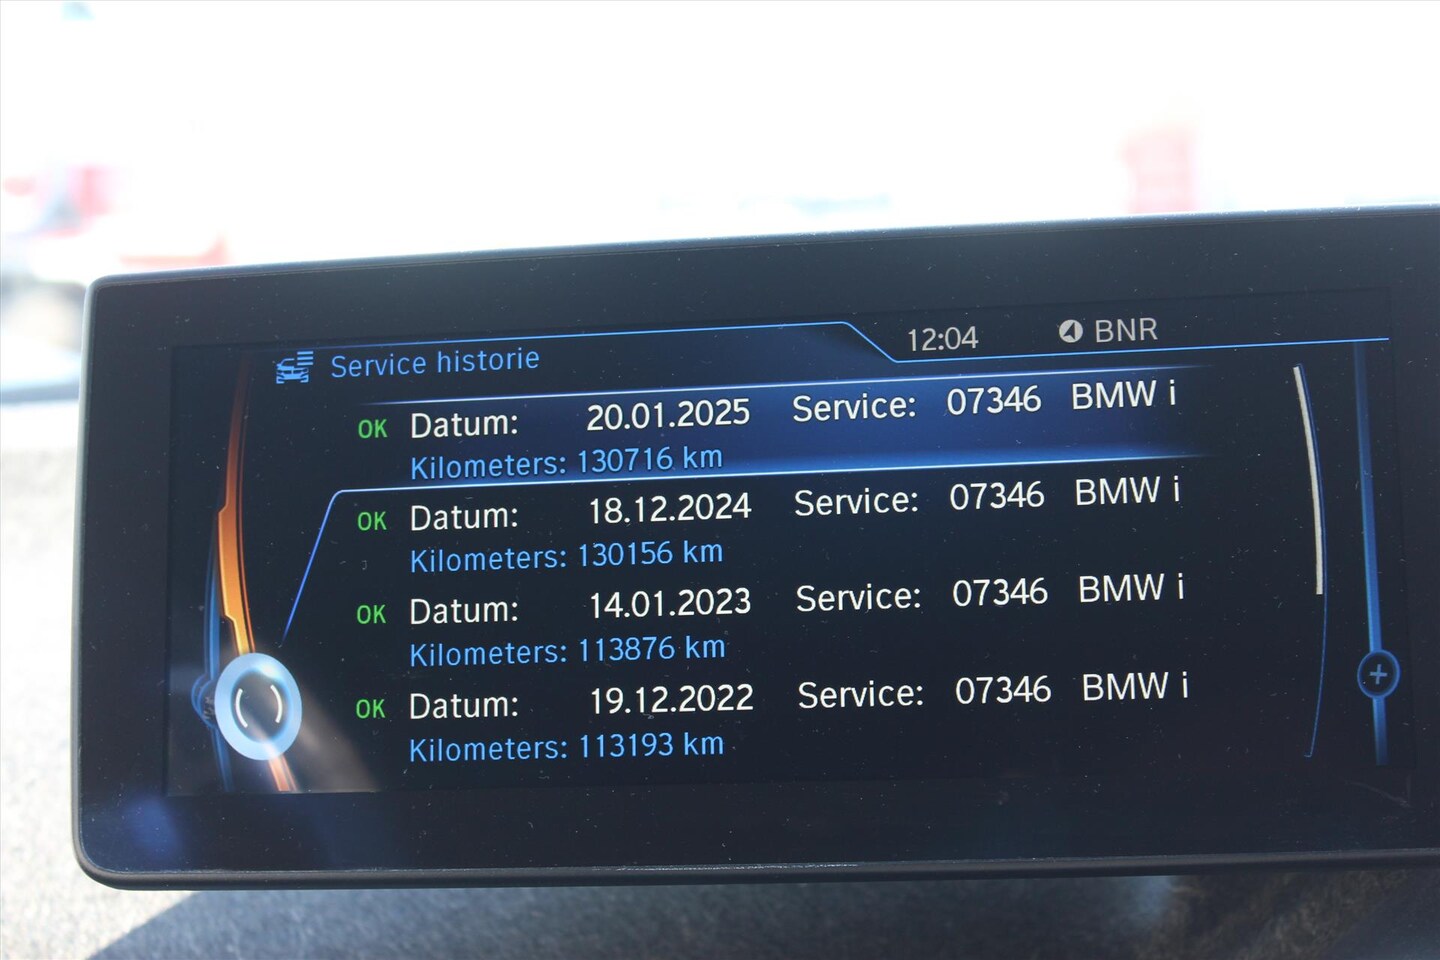 Service historie 12:04 BNR
OK Datum: 20.01.2025 Service: 07346 BMW i
Kilometers: 130716 km
OK Datum: 18.12.2024 Service: 07346 BMW i
Kilometers: 130156 km
OK Datum: 14.01.2023 Service: 07346 BMW i
Kilometers: 113876 km
OK Datum: 19.12.2022 Service: 07346 BMW i
Kilometers: 113193 km